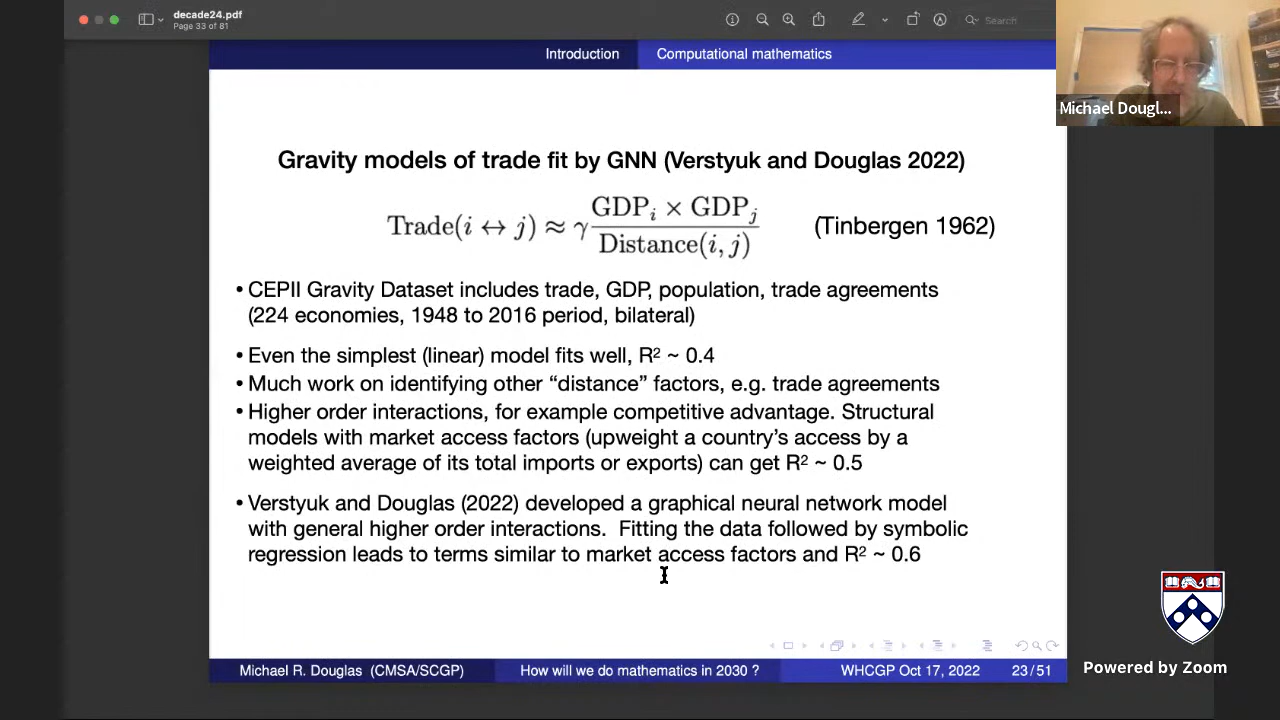 decade24.pdf
Page 33 of 81
Search
Introduction Computational mathematics
Michael Dougl...
Gravity models of trade fit by GNN (Verstyuk and Douglas 2022)
Trade(i ↔ j) ≈ γ GDP_i × GDP_j / Distance(i, j) (Tinbergen 1962)
• CEPII Gravity Dataset includes trade, GDP, population, trade agreements
(224 economies, 1948 to 2016 period, bilateral)
• Even the simplest (linear) model fits well, R² ~ 0.4
• Much work on identifying other “distance” factors, e.g. trade agreements
• Higher order interactions, for example competitive advantage. Structural
models with market access factors (upweight a country’s access by a
weighted average of its total imports or exports) can get R² ~ 0.5
• Verstyuk and Douglas (2022) developed a graphical neural network model
with general higher order interactions. Fitting the data followed by symbolic
regression leads to terms similar to market access factors and R² ~ 0.6
Michael R. Douglas (CMSA/SCGP) How will we do mathematics in 2030 ? WHCGP Oct 17, 2022 23/51
Powered by Zoom